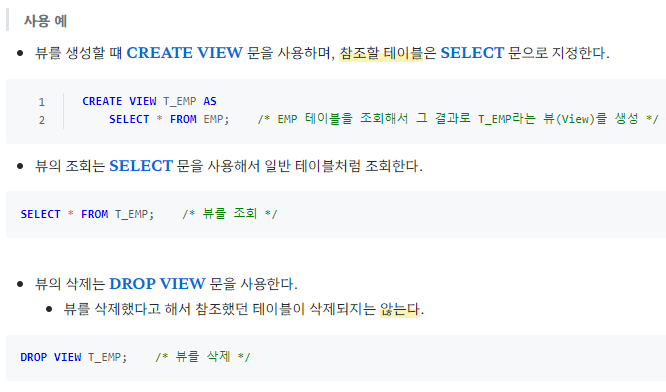 사용 예
뷰를 생성할 떄 CREATE VIEW 문을 사용하며, 참조할 테이블은 SELECT 문으로 지정한다.
1 CREATE VIEW T_EMP AS
2 SELECT * FROM EMP; /* EMP 테이블을 조회해서 그 결과로 T_EMP라는 뷰(View)를 생성 */
뷰의 조회는 SELECT 문을 사용해서 일반 테이블처럼 조회한다.
SELECT * FROM T_EMP; /* 뷰를 조회 */
뷰의 삭제는 DROP VIEW 문을 사용한다.
뷰를 삭제했다고 해서 참조했던 테이블이 삭제되지는 않는다.
DROP VIEW T_EMP; /* 뷰를 삭제 */